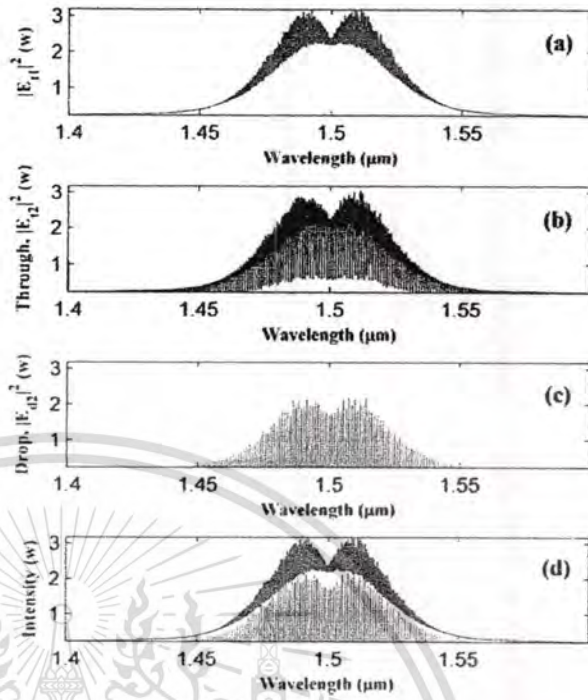 3
2
1
|E_t1|^2 (w)
(a)
1.4 1.45 1.5 1.55
Wavelength (μm)
3
2
1
Through, |E_t2|^2 (w)
(b)
1.4 1.45 1.5 1.55
Wavelength (μm)
3
2
1
Drop, |E_d2|^2 (w)
(c)
1.4 1.45 1.5 1.55
Wavelength (μm)
3
2
1
Intensity (w)
(d)
1.4 1.45 1.5 1.55
Wavelength (μm)